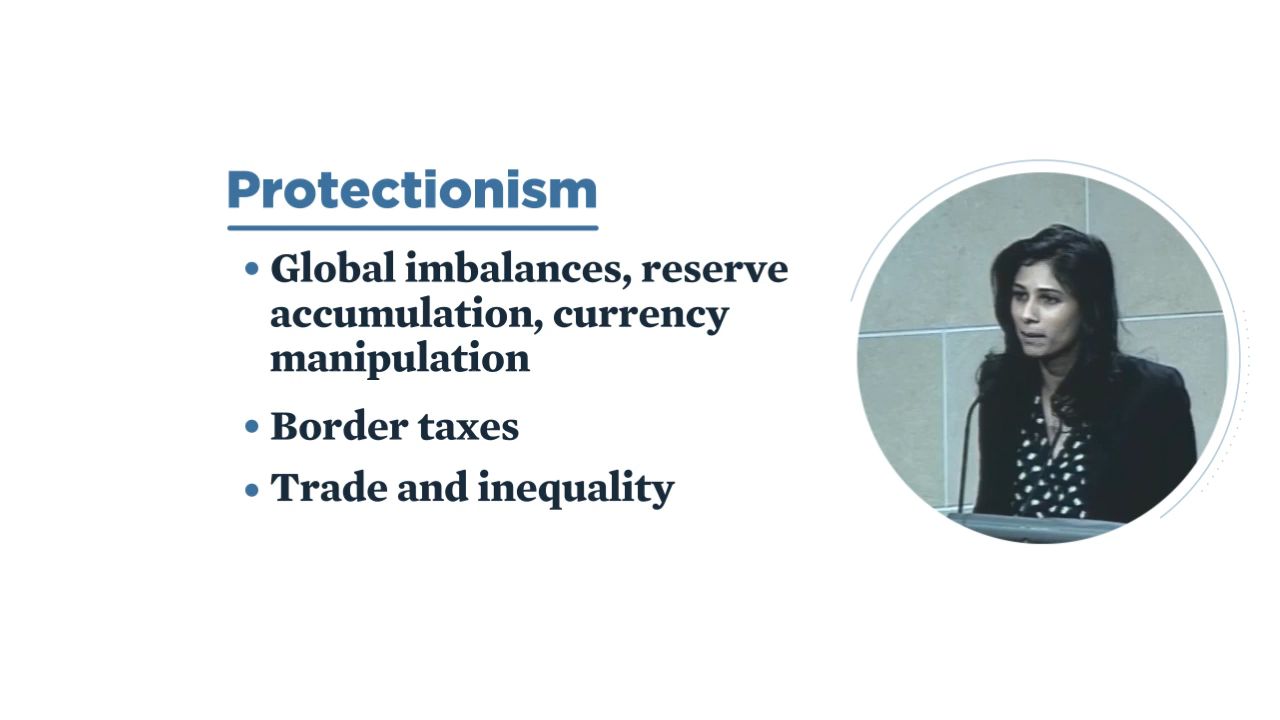 Protectionism
• Global imbalances, reserve
accumulation, currency
manipulation
• Border taxes
• Trade and inequality